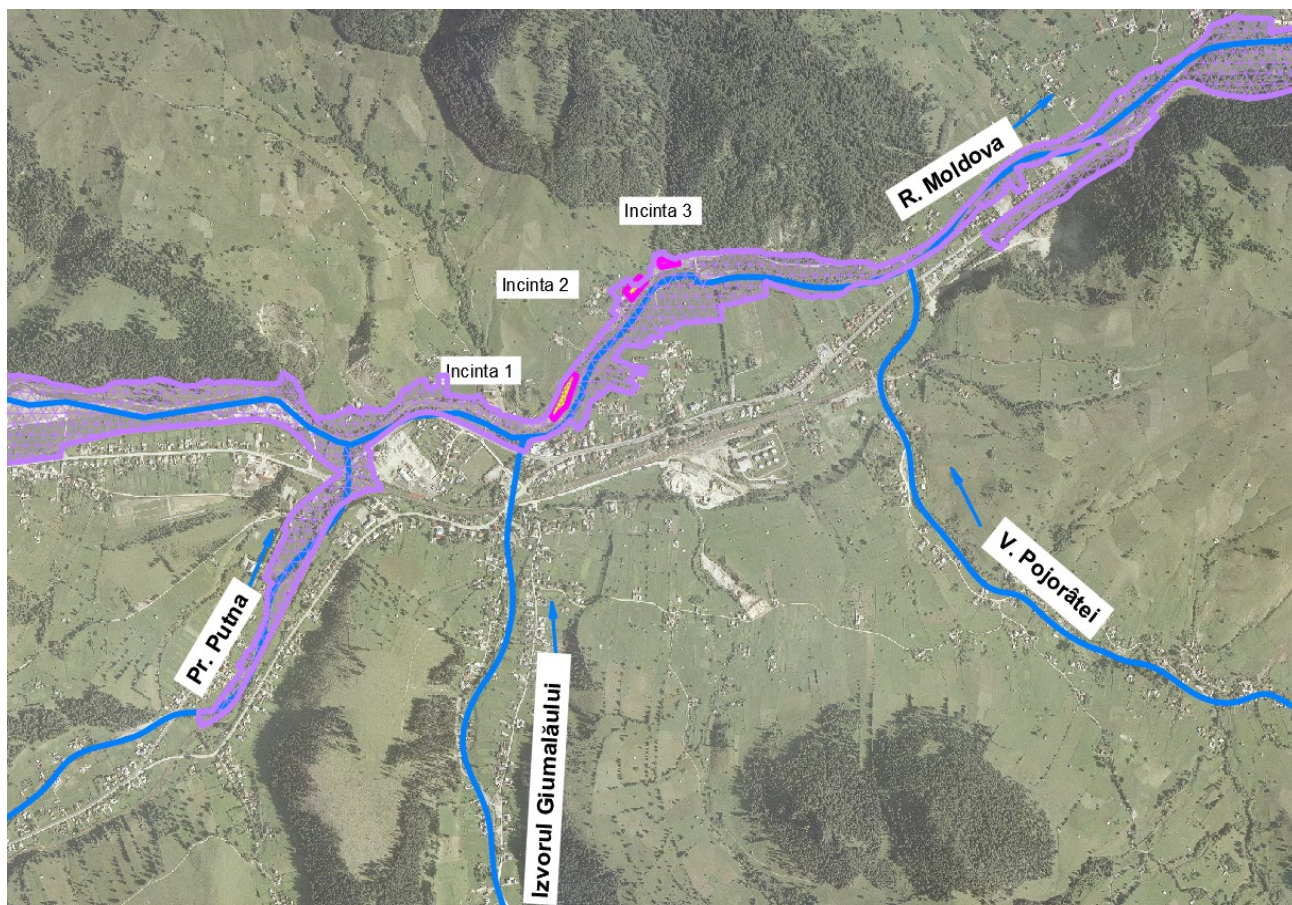 R. Moldova
Incinta 3
Incinta 2
Incinta 1
V. Pojorâtei
Pr. Putna
Izvorul Giumalăului